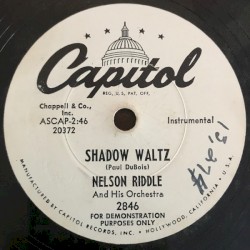 Capitol
REG. U.S. PAT. OFF.
Chappell & Co., Inc.
ASCAP-2:46
20372
Instrumental
SHADOW WALTZ
(Paul DuBois)
NELSON RIDDLE
And His Orchestra
2846
FOR DEMONSTRATION
PURPOSES ONLY
MANUFACTURED BY CAPITOL RECORDS, INC. • HOLLYWOOD, CALIFORNIA • U.S.A.